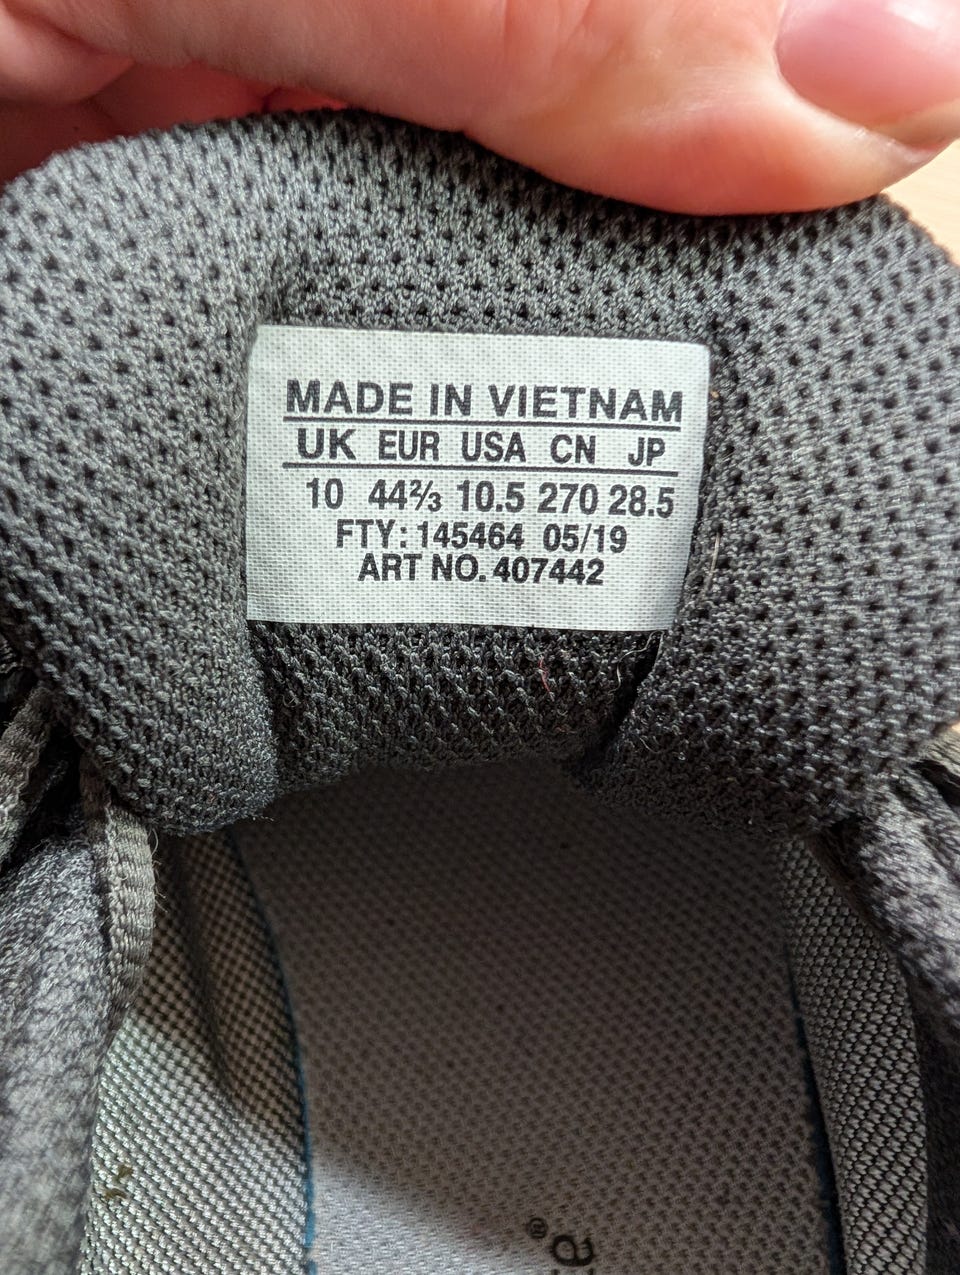 MADE IN VIETNAM
UK EUR USA CN JP
10 44⅔ 10.5 270 28.5
FTY: 145464 05/19
ART NO. 407442
®